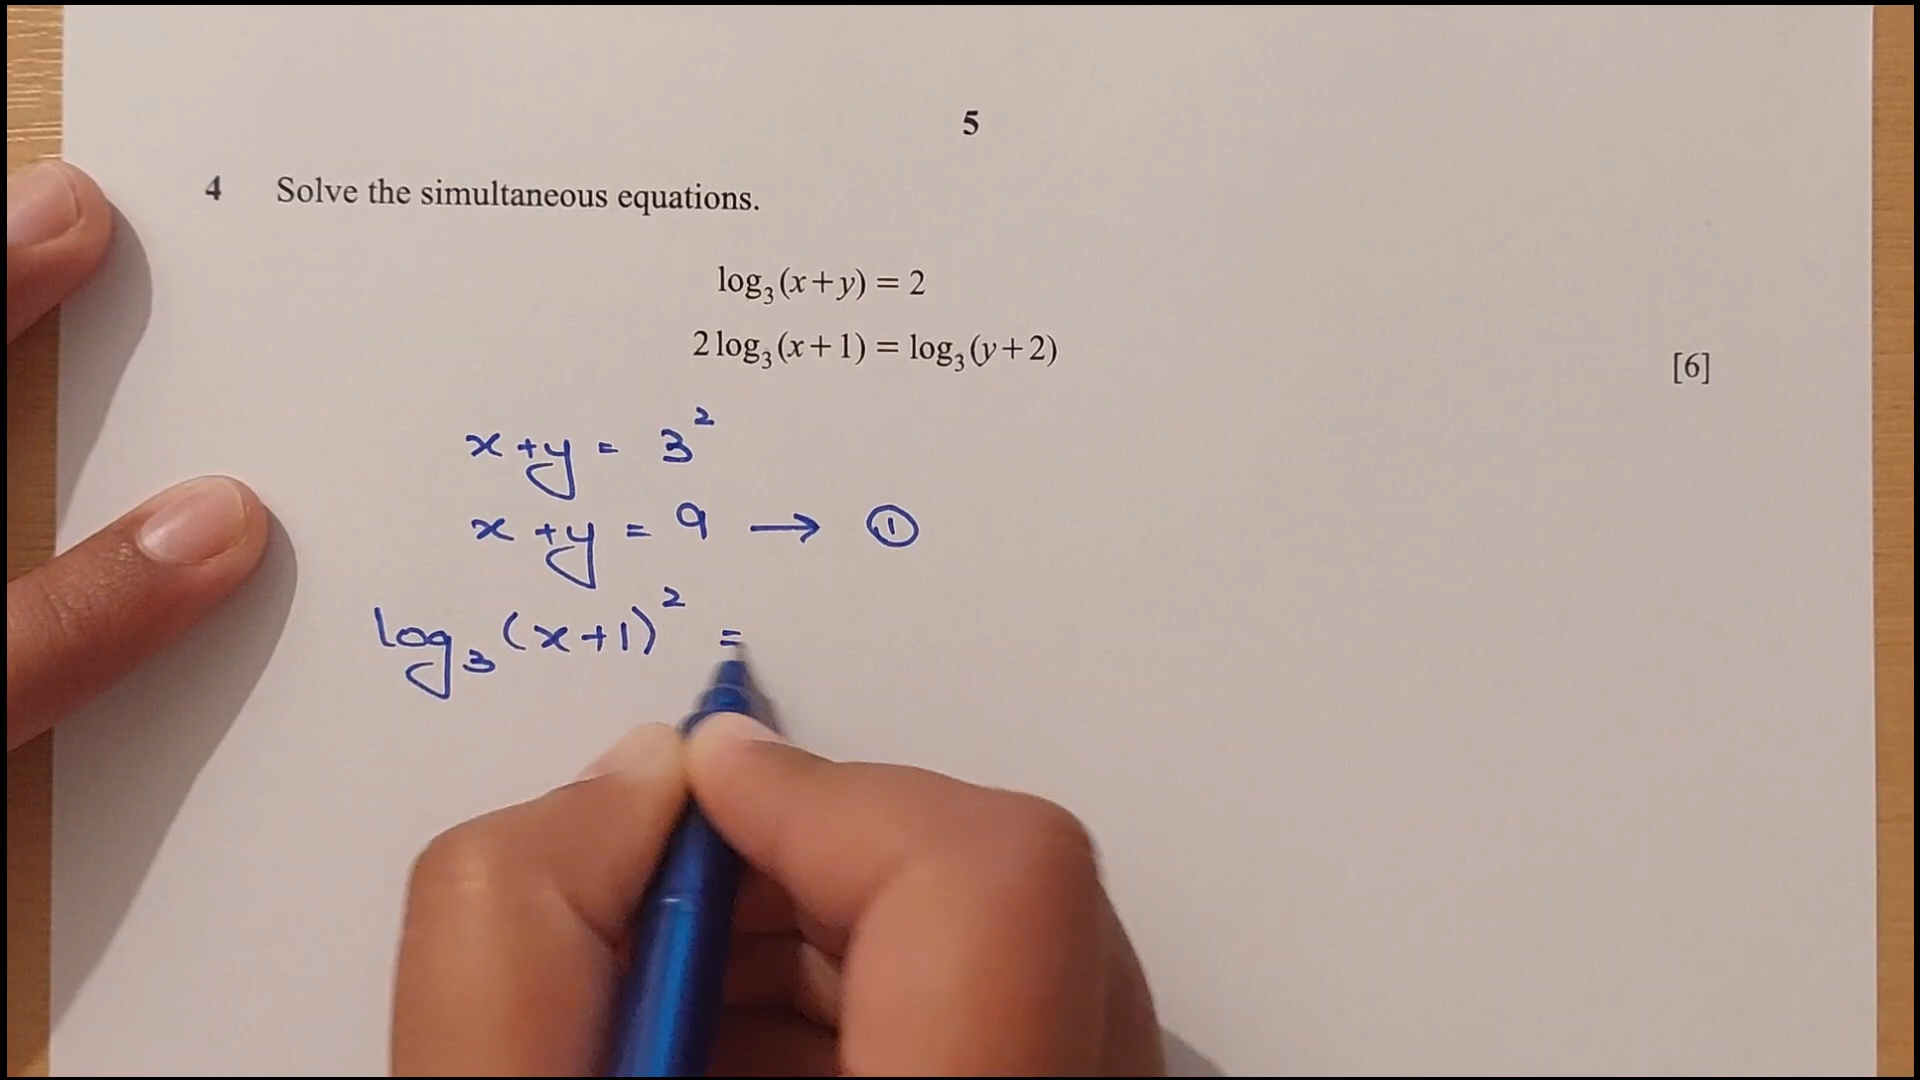 5
4 Solve the simultaneous equations.
log₃(x+y) = 2
2 log₃(x+1) = log₃(y+2)
[6]
x+y = 3²
x+y = 9 → ①
log₃(x+1)² =